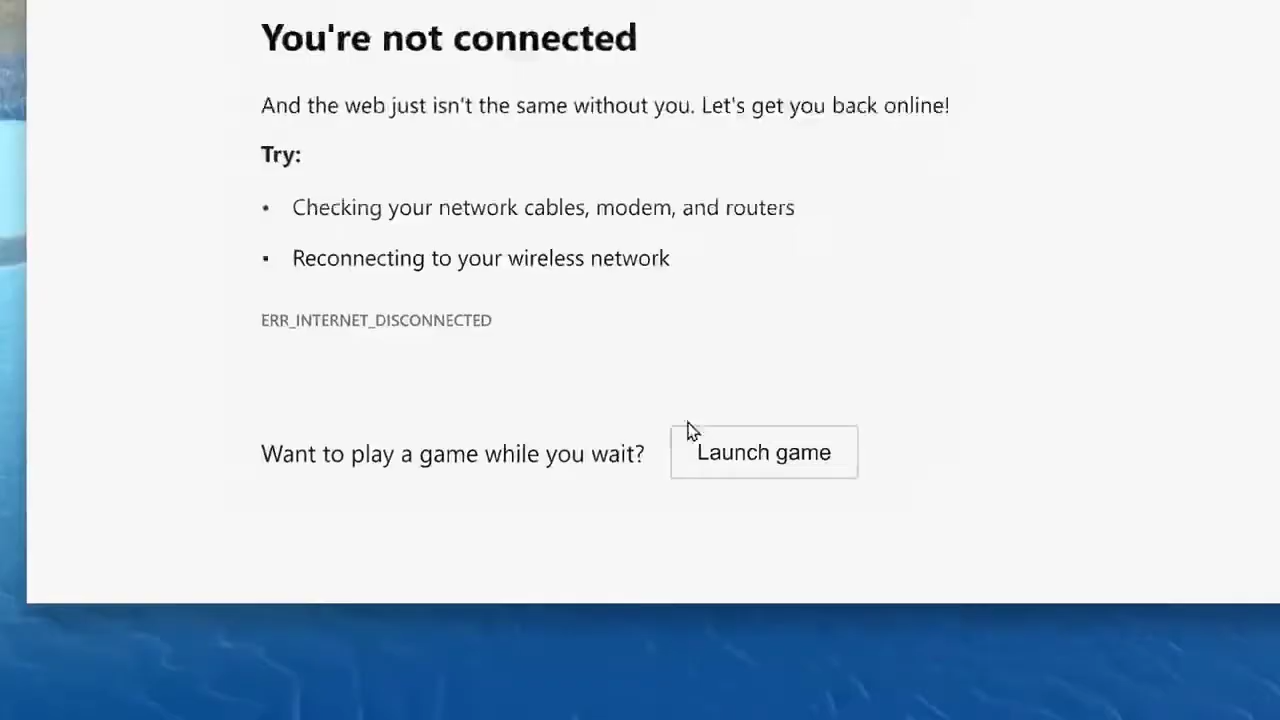 You're not connected
And the web just isn't the same without you. Let's get you back online!
Try:
• Checking your network cables, modem, and routers
• Reconnecting to your wireless network
ERR_INTERNET_DISCONNECTED
Want to play a game while you wait? Launch game